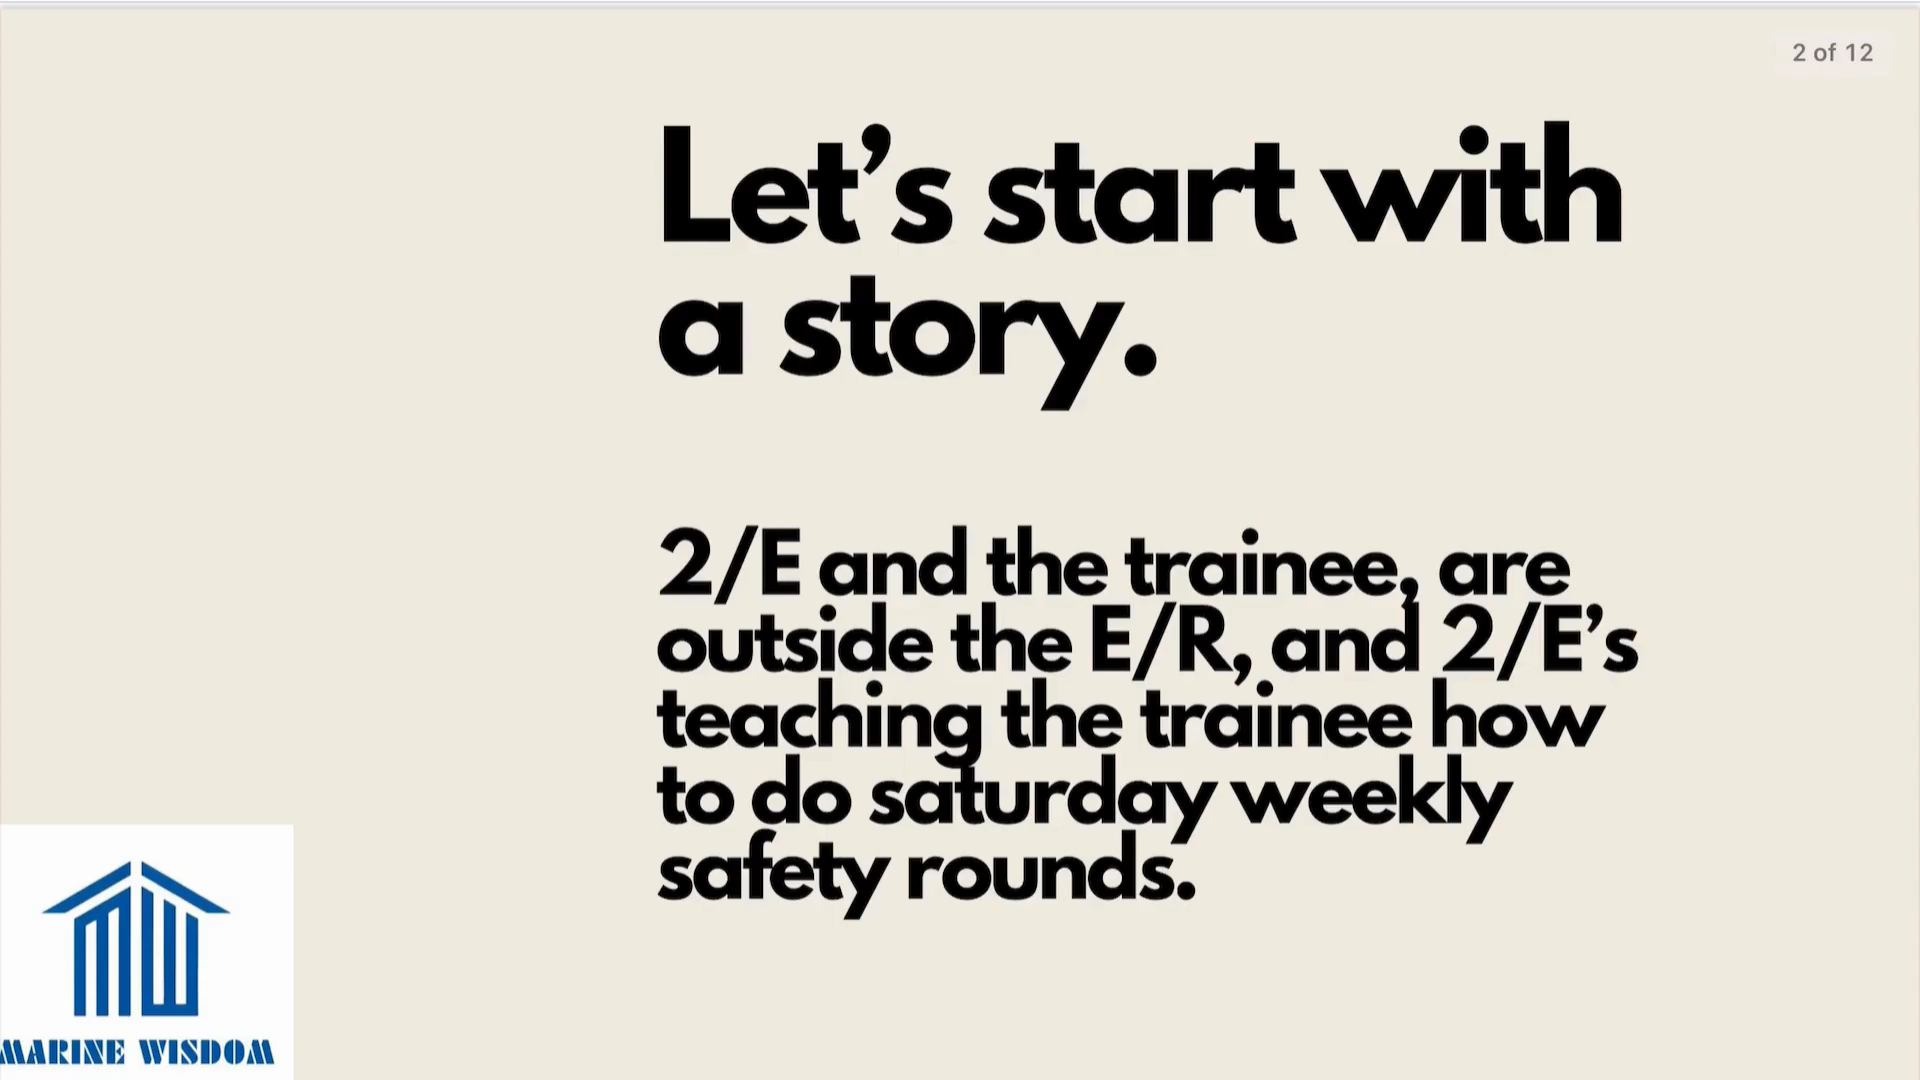 2 of 12
Let’s start with
a story.
2/E and the trainee, are
outside the E/R, and 2/E’s
teaching the trainee how
to do saturday weekly
safety rounds.
MW
MARINE WISDOM